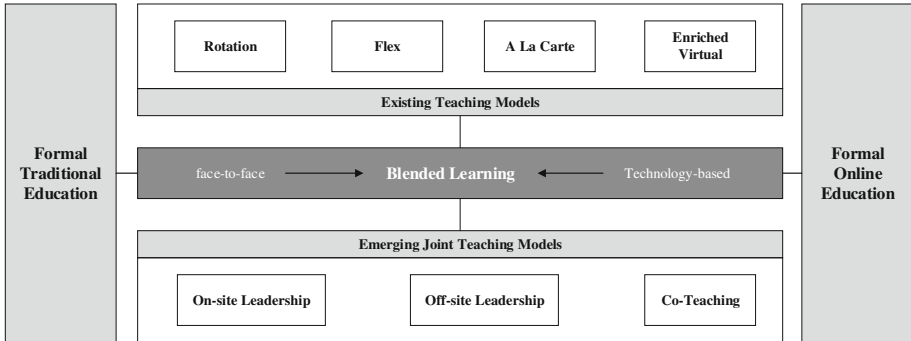 Rotation
Flex
A La Carte
Enriched
Virtual
Existing Teaching Models
Formal
Traditional
Education
face-to-face
Blended Learning
Technology-based
Formal
Online
Education
Emerging Joint Teaching Models
On-site Leadership
Off-site Leadership
Co-Teaching